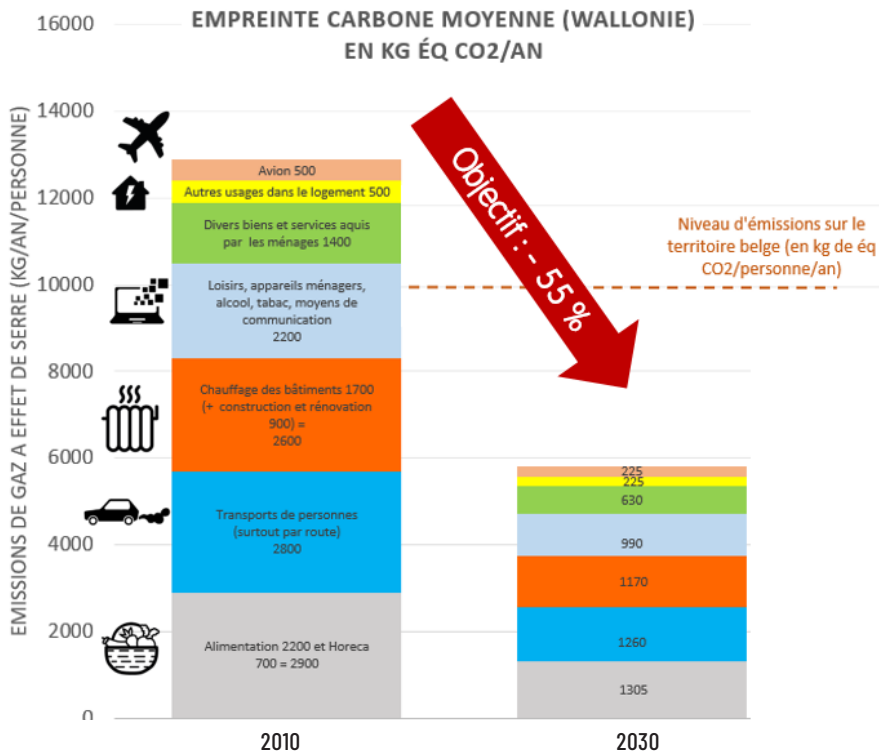 EMPREINTE CARBONE MOYENNE (WALLONIE)
EN KG ÉQ CO2/AN
EMISSIONS DE GAZ A EFFET DE SERRE (KG/AN/PERSONNE)
16000
14000
12000
10000
8000
6000
4000
2000
0
Avion 500
Autres usages dans le logement 500
Divers biens et services aquis
par les ménages 1400
Loisirs, appareils ménagers,
alcool, tabac, moyens de
communication
2200
Chauffage des bâtiments 1700
(+ construction et rénovation
900) =
2600
Transports de personnes
(surtout par route)
2800
Alimentation 2200 et Horeca
700 = 2900
Objectif : - 55 %
Niveau d'émissions sur le
territoire belge (en kg de éq
CO2/personne/an)
225
225
630
990
1170
1260
1305
2010
2030